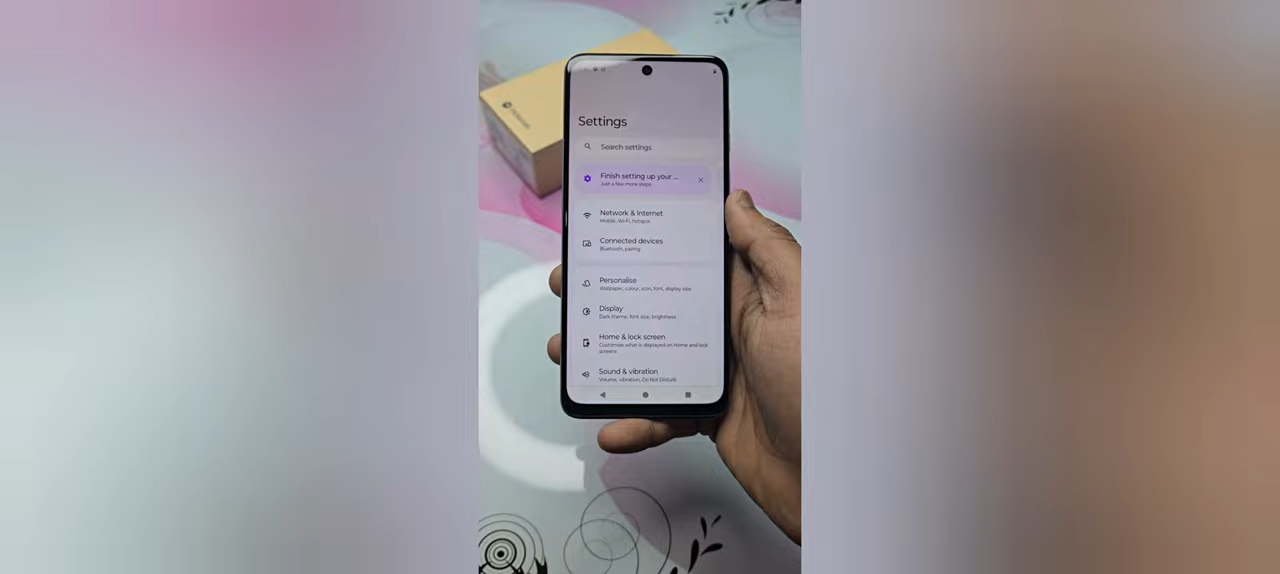 Settings
Search settings
Finish setting up your ...
Just a few more steps
Network & Internet
Mobile, Wi-Fi, hotspot
Connected devices
Bluetooth, pairing
Personalise
Wallpaper, colour, icon, font, display size
Display
Dark theme, font size, brightness
Home & lock screen
Customise what is displayed on Home and lock
screens
Sound & vibration
Volume, vibration, Do Not Disturb